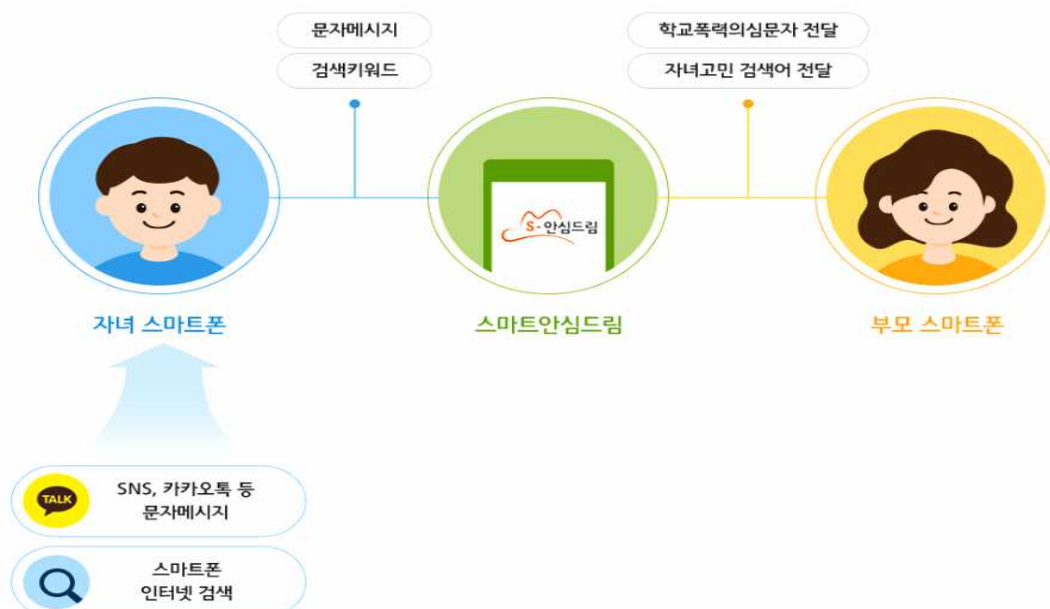 문자메시지
검색키워드
학교폭력의심문자 전달
자녀고민 검색어 전달
S-안심드림
자녀 스마트폰
스마트안심드림
부모 스마트폰
TALK
SNS, 카카오톡 등
문자메시지
스마트폰
인터넷 검색